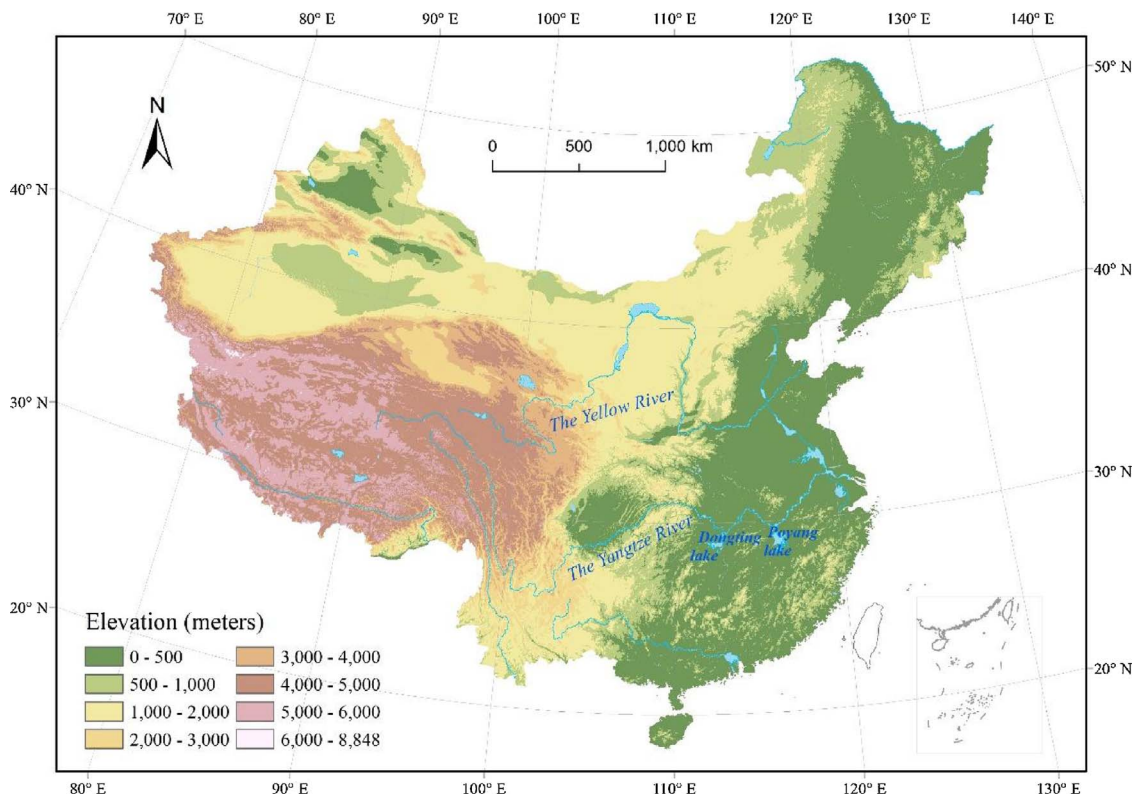 70° E
80° E
90° E
100° E
110° E
120° E
130° E
140° E
50° N
N
0
500
1,000 km
40° N
40° N
30° N
The Yellow River
30° N
The Yangtze River
Dongting
lake
Poyang
lake
20° N
20° N
Elevation (meters)
0 - 500
500 - 1,000
1,000 - 2,000
2,000 - 3,000
3,000 - 4,000
4,000 - 5,000
5,000 - 6,000
6,000 - 8,848
80° E
90° E
100° E
110° E
120° E
130° E